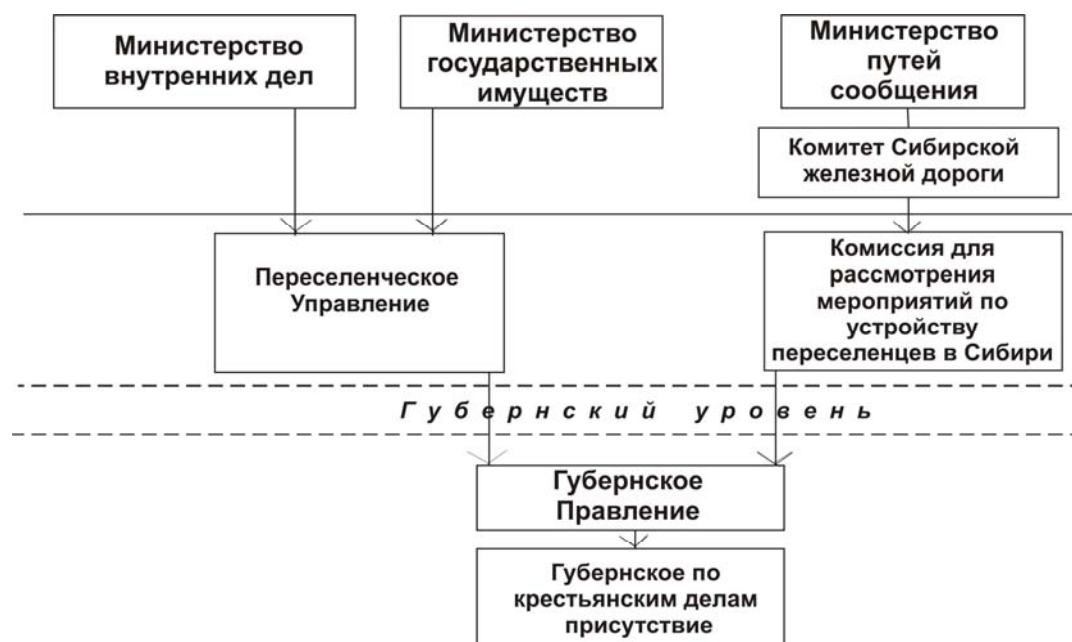 Министерство
внутренних дел
Министерство
государственных
имуществ
Министерство
путей
сообщения
Комитет Сибирской
железной дороги
Переселенческое
Управление
Комиссия для
рассмотрения
мероприятий по
устройству
переселенцев в Сибири
Губернский уровень
Губернское
Правление
Губернское по
крестьянским делам
присутствие